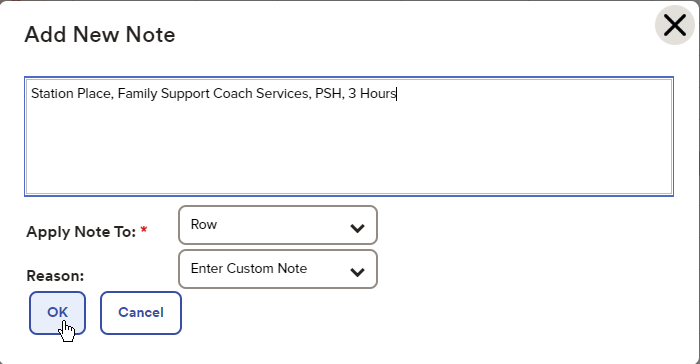 Add New Note
Station Place, Family Support Coach Services, PSH, 3 Hours
Apply Note To: *
Row
Reason:
Enter Custom Note
OK
Cancel